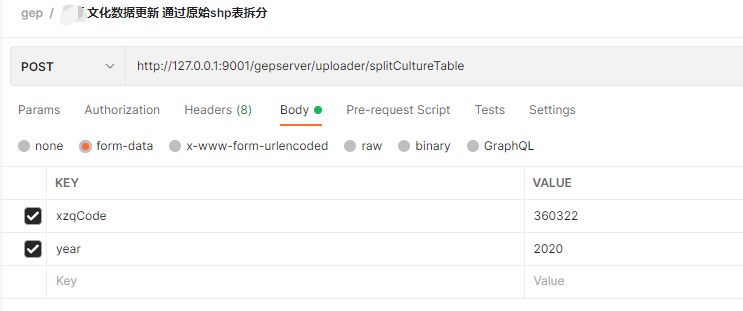 gep / 文化数据更新 通过原始shp表拆分
POST http://127.0.0.1:9001/gepserver/uploader/splitCultureTable
Params Authorization Headers (8) Body Pre-request Script Tests Settings
none form-data x-www-form-urlencoded raw binary GraphQL
KEY VALUE
xzqCode 360322
year 2020
Key Value